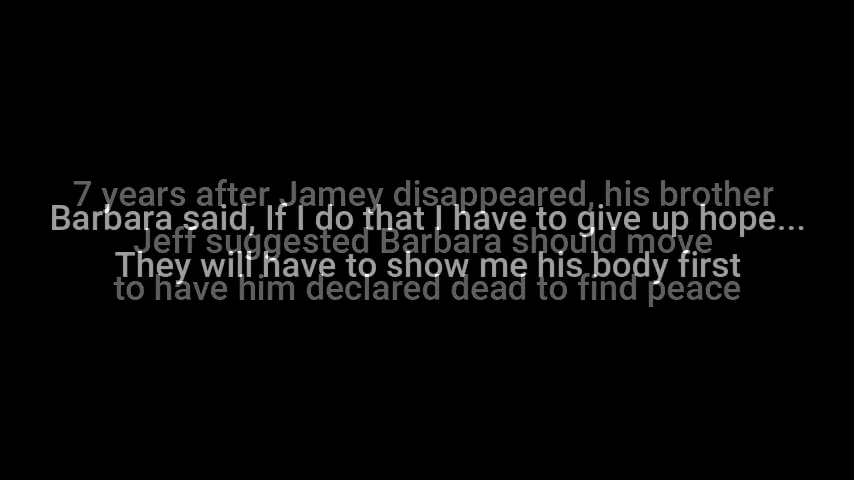 7 years after Jamey disappeared, his brother
Jeff suggested Barbara should move
to have him declared dead to find peace
Barbara said, If I do that I have to give up hope...
They will have to show me his body first